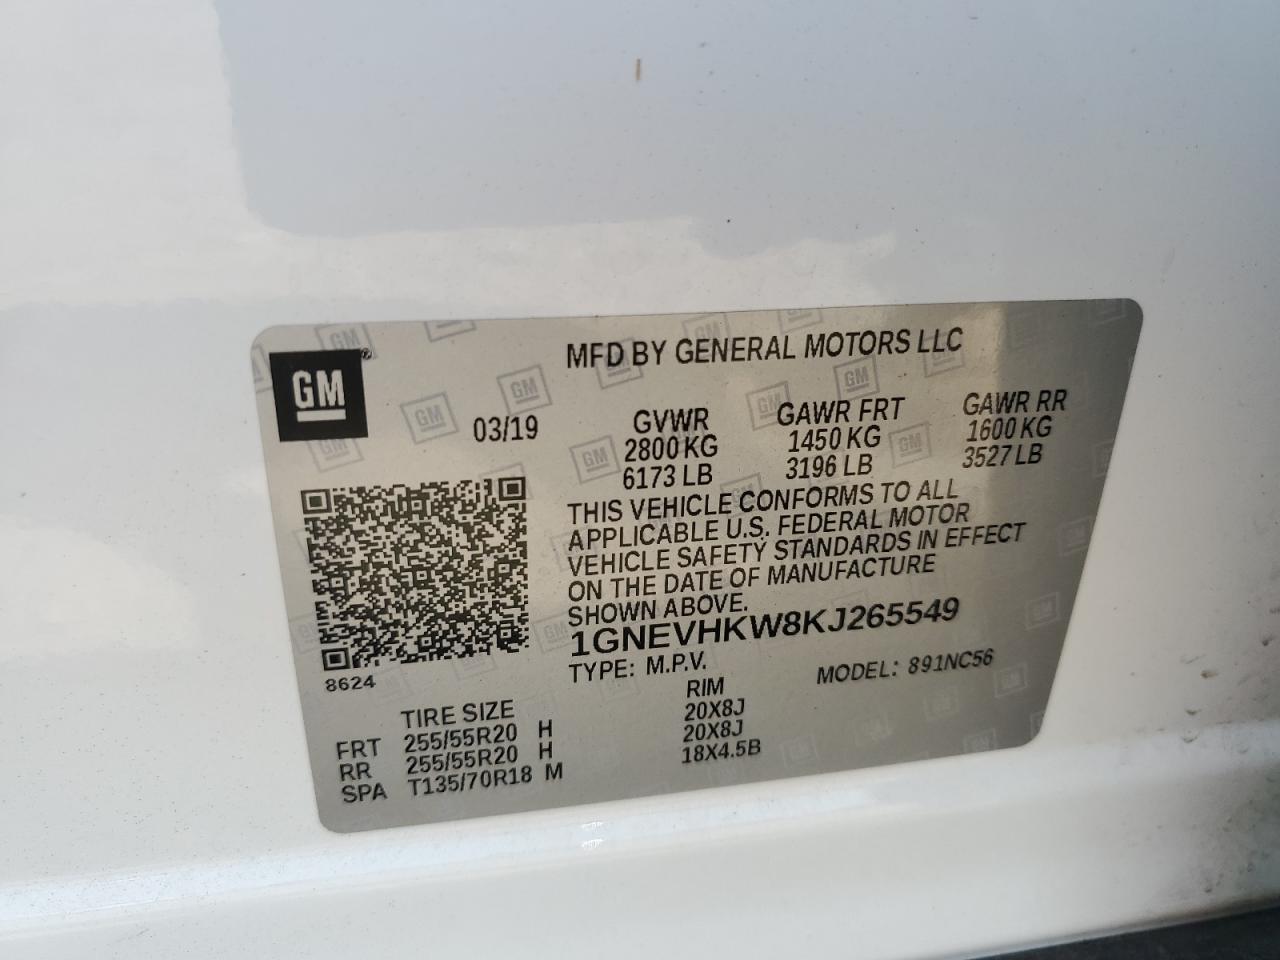 GM
MFD BY GENERAL MOTORS LLC
03/19 GVWR GAWR FRT GAWR RR
2800 KG 1450 KG 1600 KG
6173 LB 3196 LB 3527 LB
THIS VEHICLE CONFORMS TO ALL
APPLICABLE U.S. FEDERAL MOTOR
VEHICLE SAFETY STANDARDS IN EFFECT
ON THE DATE OF MANUFACTURE
SHOWN ABOVE.
1GNEVHKW8KJ265549
TYPE: M.P.V. MODEL: 891NC56
8624
TIRE SIZE RIM
FRT 255/55R20 H 20X8J
RR 255/55R20 H 20X8J
SPA T135/70R18 M 18X4.5B